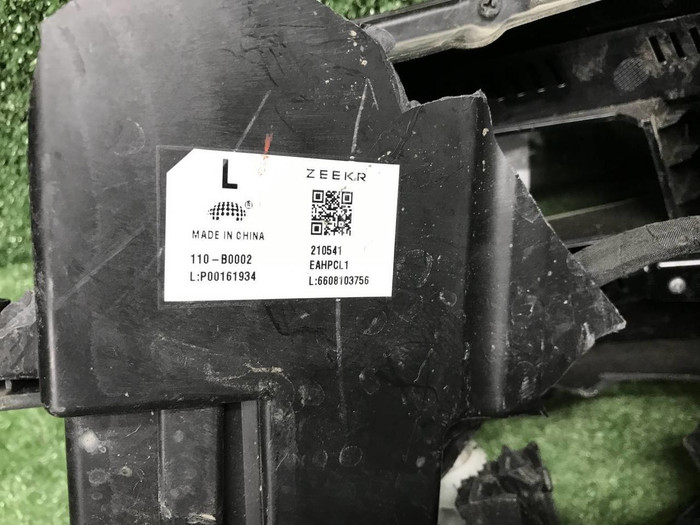 L
ZEEKR
MADE IN CHINA
110-B0002
L:P00161934
210541
EAHPCL1
L:6608103756